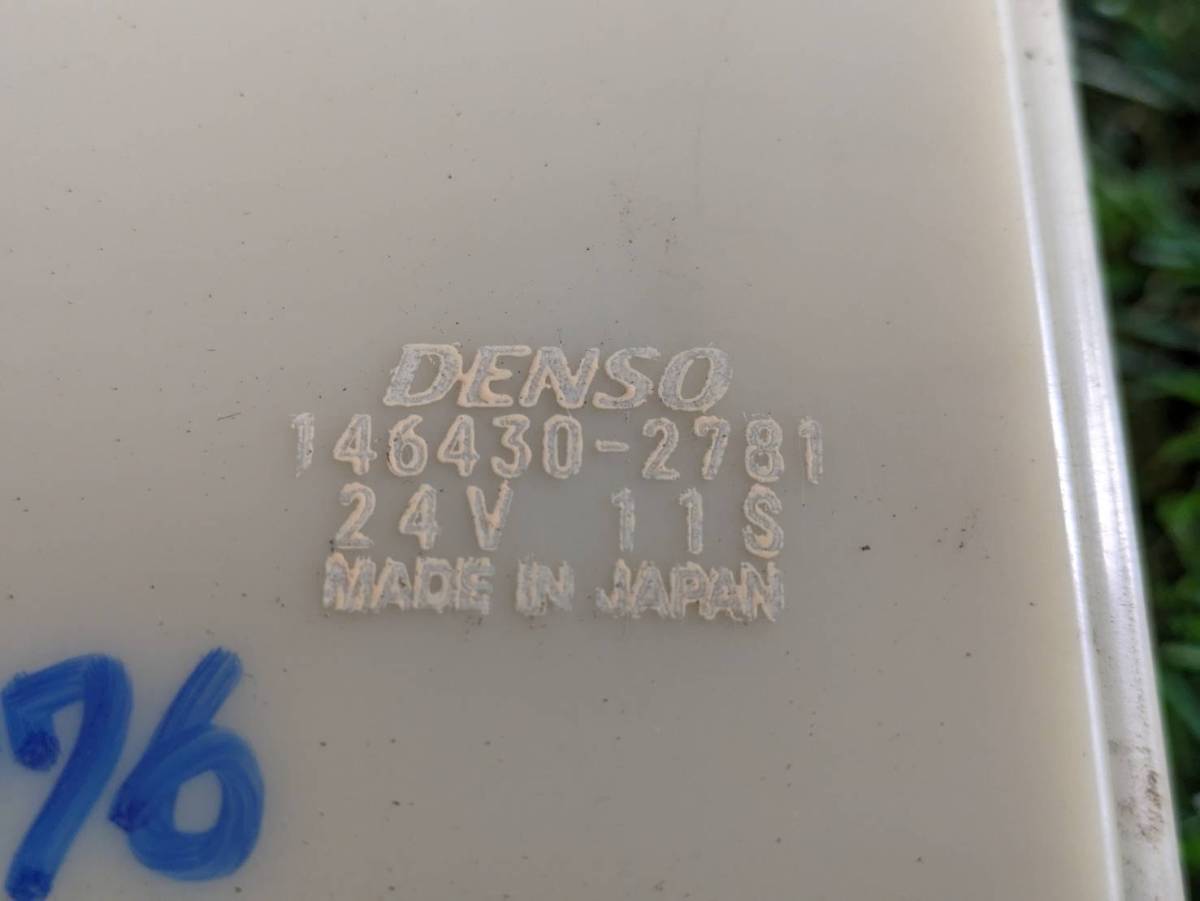 DENSO
146430-2781
24V 11S
MADE IN JAPAN
76